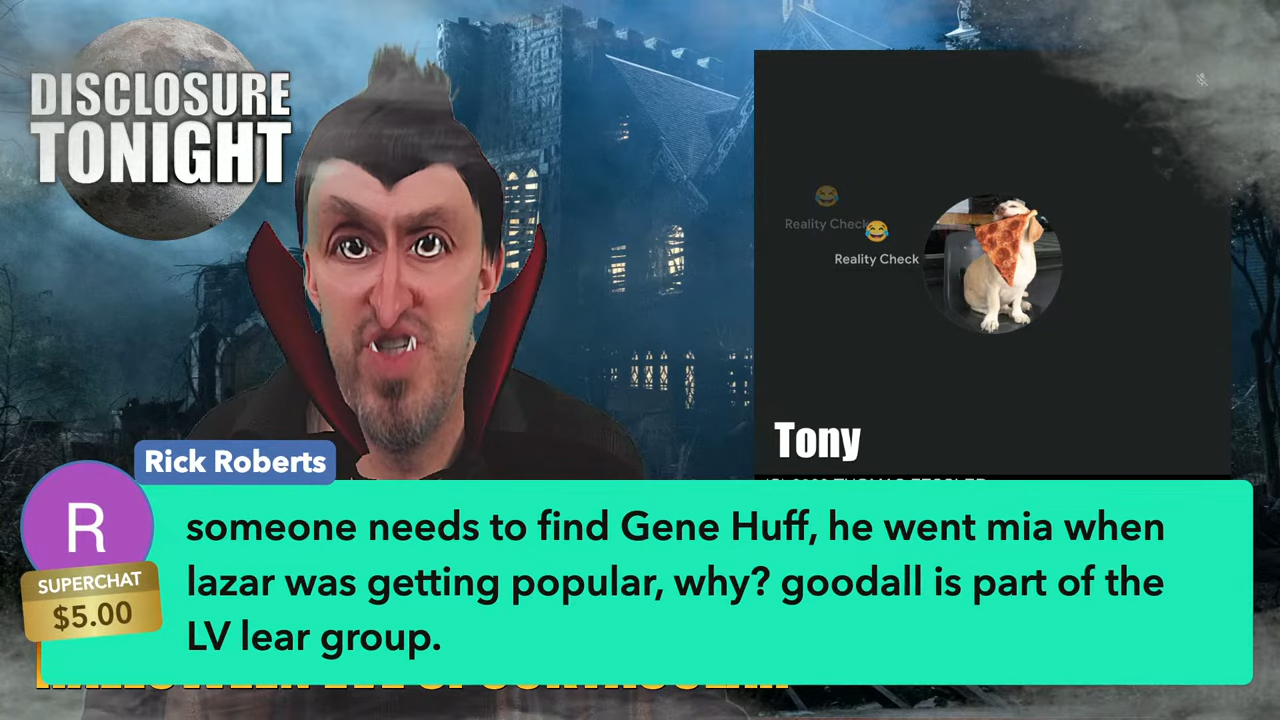 DISCLOSURE
TONIGHT
Reality Check
Reality Check
Tony
Rick Roberts
R
SUPERCHAT
$5.00
someone needs to find Gene Huff, he went mia when
lazar was getting popular, why? goodall is part of the
LV lear group.